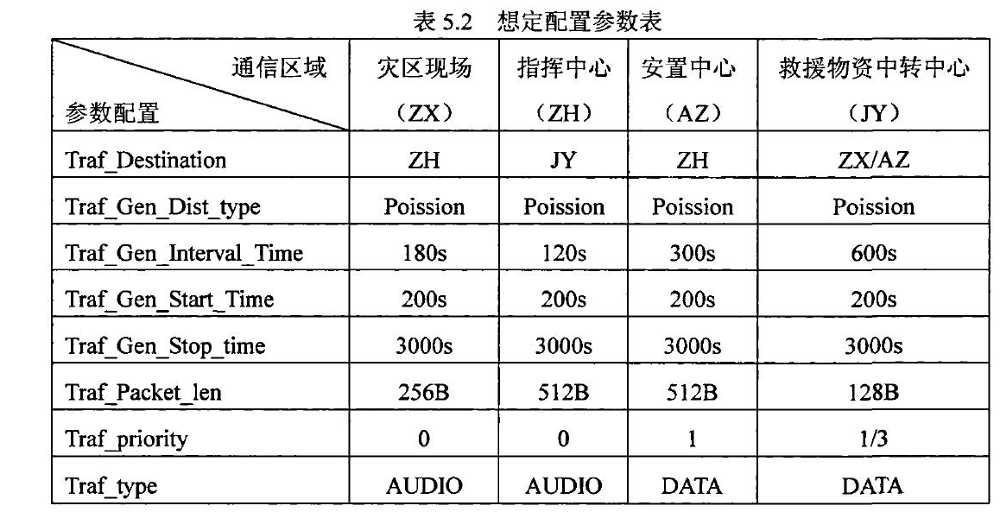 表 5.2 想定配置参数表
通信区域 灾区现场 指挥中心 安置中心 救援物资中转中心
参数配置 （ZX） （ZH） （AZ） （JY）
Traf_Destination ZH JY ZH ZX/AZ
Traf_Gen_Dist_type Poission Poission Poission Poission
Traf_Gen_Interval_Time 180s 120s 300s 600s
Traf_Gen_Start_Time 200s 200s 200s 200s
Traf_Gen_Stop_time 3000s 3000s 3000s 3000s
Traf_Packet_len 256B 512B 512B 128B
Traf_priority 0 0 1 1/3
Traf_type AUDIO AUDIO DATA DATA